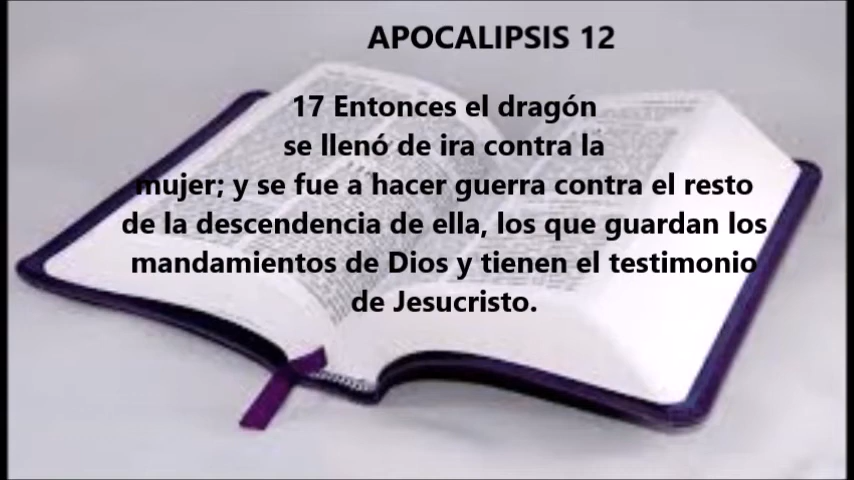 APOCALIPSIS 12
17 Entonces el dragón
se llenó de ira contra la
mujer; y se fue a hacer guerra contra el resto
de la descendencia de ella, los que guardan los
mandamientos de Dios y tienen el testimonio
de Jesucristo.